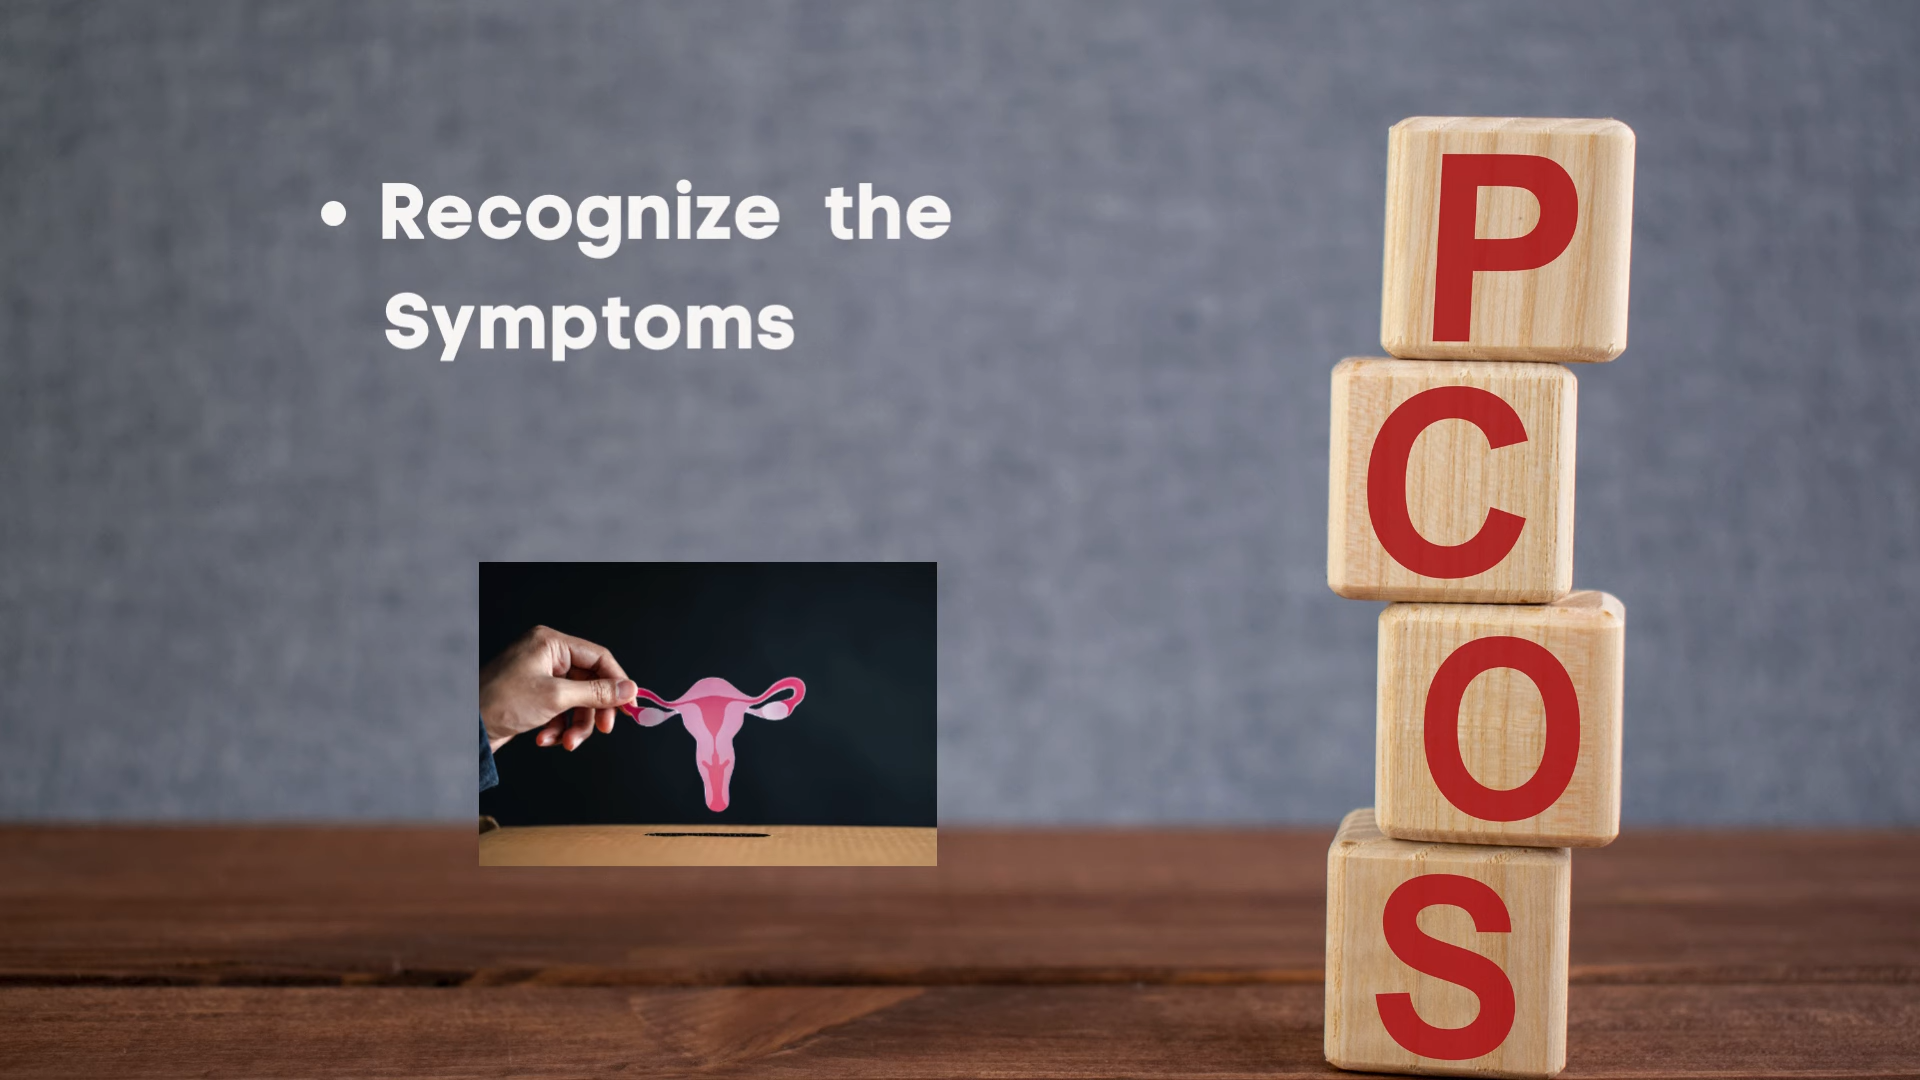 • Recognize the
Symptoms
P
C
O
S